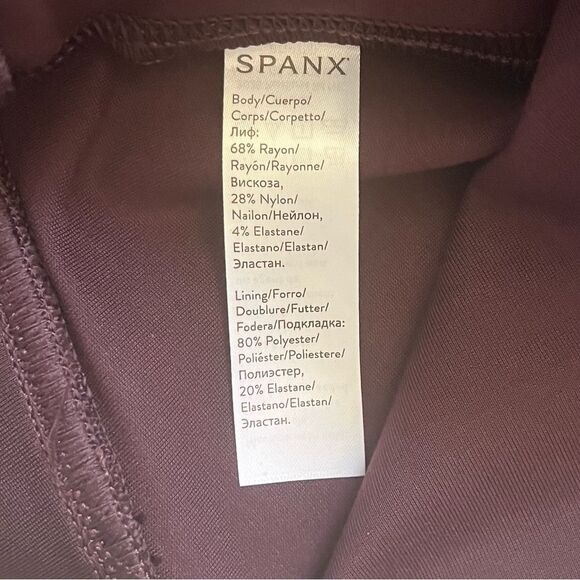 SPANX
Body/Cuerpo/
Corps/Corpetto/
Лиф:
68% Rayon/
Rayón/Rayonne/
Вискоза,
28% Nylon/
Nailon/Нейлон,
4% Elastane/
Elastano/Elastan/
Эластан.
Lining/Forro/
Doublure/Futter/
Fodera/Подкладка:
80% Polyester/
Poliéster/Poliestere/
Полиэстер,
20% Elastane/
Elastano/Elastan/
Эластан.